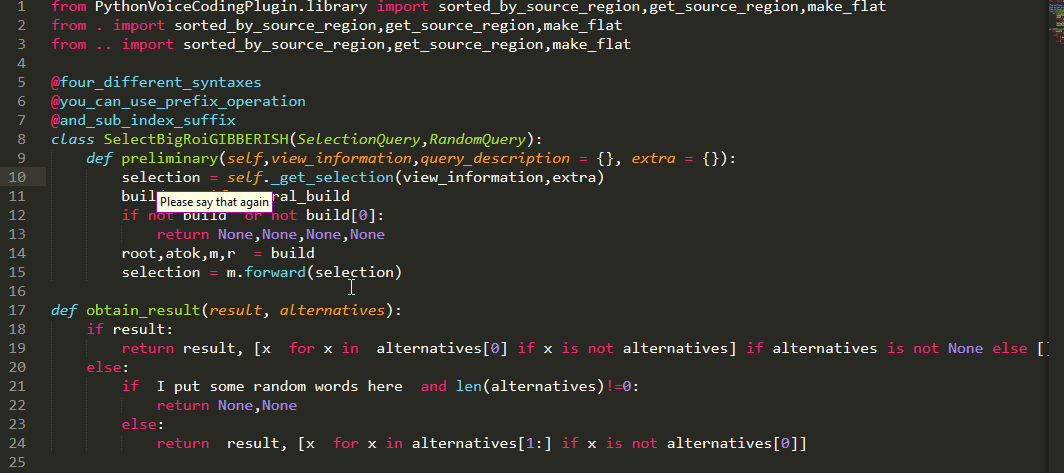 1 from PythonVoiceCodingPlugin.library import sorted_by_source_region,get_source_region,make_flat
2 from . import sorted_by_source_region,get_source_region,make_flat
3 from .. import sorted_by_source_region,get_source_region,make_flat
4
5 @four_different_syntaxes
6 @you_can_use_prefix_operation
7 @and_sub_index_suffix
8 class SelectBigRoiGIBBERISH(SelectionQuery,RandomQuery):
9 def preliminary(self,view_information,query_description = {}, extra = {}):
10 selection = self._get_selection(view_information,extra)
11 build ral_build
Please say that again
12 if not build or not build[0]:
13 return None,None,None,None
14 root,atok,m,r = build
15 selection = m.forward(selection)
16
17 def obtain_result(result, alternatives):
18 if result:
19 return result, [x for x in alternatives[0] if x is not alternatives] if alternatives is not None else []
20 else:
21 if I put some random words here and len(alternatives)!=0:
22 return None,None
23 else:
24 return result, [x for x in alternatives[1:] if x is not alternatives[0]]
25